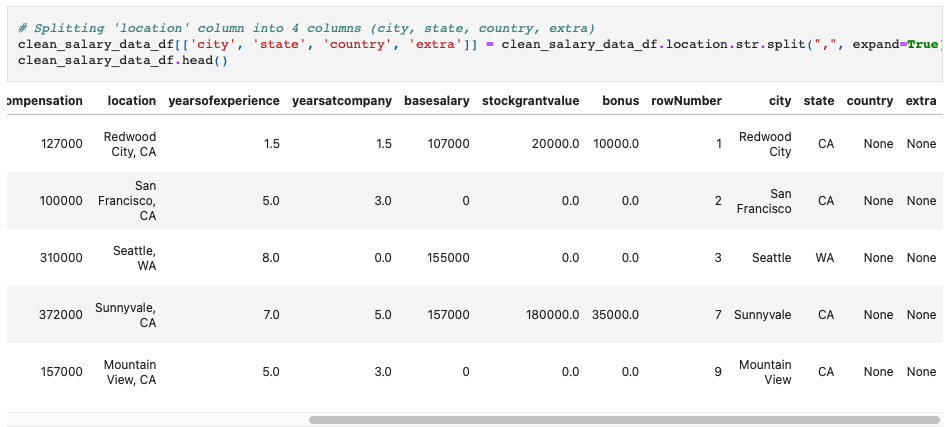 # Splitting 'location' column into 4 columns (city, state, country, extra)
clean_salary_data_df[['city', 'state', 'country', 'extra']] = clean_salary_data_df.location.str.split(",", expand=True)
clean_salary_data_df.head()
ompensation location yearsofexperience yearsatcompany basesalary stockgrantvalue bonus rowNumber city state country extra
127000 Redwood City, CA 1.5 1.5 107000 20000.0 10000.0 1 Redwood City CA None None
100000 San Francisco, CA 5.0 3.0 0 0.0 0.0 2 San Francisco CA None None
310000 Seattle, WA 8.0 0.0 155000 0.0 0.0 3 Seattle WA None None
372000 Sunnyvale, CA 7.0 5.0 157000 180000.0 35000.0 7 Sunnyvale CA None None
157000 Mountain View, CA 5.0 3.0 0 0.0 0.0 9 Mountain View CA None None